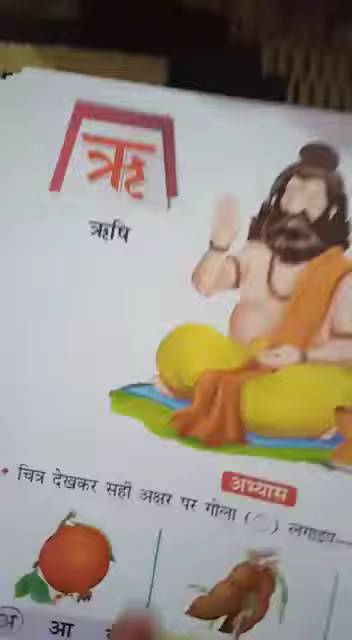 ऋ
ऋषि
अभ्यास
• चित्र देखकर सही अक्षर पर गोला (○) लगाइए—
अ आ